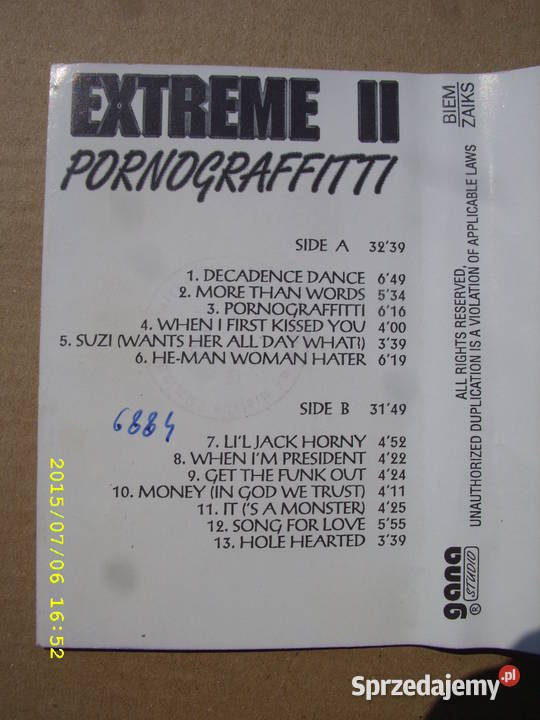 EXTREME II
PORNOGRAFFITTI
SIDE A 32'39
1. DECADENCE DANCE 6'49
2. MORE THAN WORDS 5'34
3. PORNOGRAFFITTI 6'16
4. WHEN I FIRST KISSED YOU 4'00
5. SUZI (WANTS HER ALL DAY WHAT?) 3'39
6. HE-MAN WOMAN HATER 6'19
SIDE B 31'49
7. LI'L JACK HORNY 4'52
8. WHEN I'M PRESIDENT 4'22
9. GET THE FUNK OUT 4'24
10. MONEY (IN GOD WE TRUST) 4'11
11. IT ('S A MONSTER) 4'25
12. SONG FOR LOVE 5'55
13. HOLE HEARTED 3'39
6884
BIEM
ZAIKS
ALL RIGHTS RESERVED,
UNAUTHORIZED DUPLICATION IS A VIOLATION OF APPLICABLE LAWS
gana
® STUDIO
2015/07/06 16:52
Sprzedajemy.pl